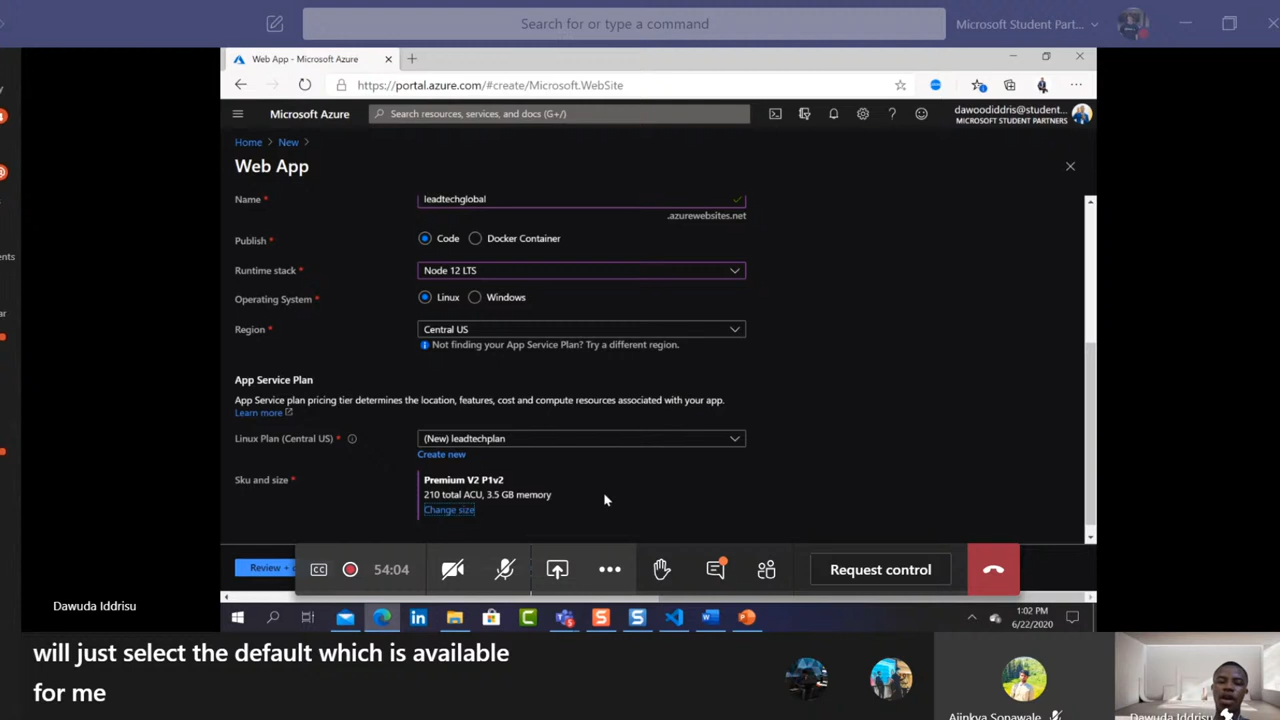 Search for or type a command
Microsoft Student Part...
Web App - Microsoft Azure
https://portal.azure.com/#create/Microsoft.WebSite
Microsoft Azure
Search resources, services, and docs (G+/)
dawoodiddris@student...
MICROSOFT STUDENT PARTNERS
Home > New >
Web App
Name *
leadtechglobal
.azurewebsites.net
Publish *
Code
Docker Container
Runtime stack *
Node 12 LTS
Operating System *
Linux
Windows
Region *
Central US
Not finding your App Service Plan? Try a different region.
App Service Plan
App Service plan pricing tier determines the location, features, cost and compute resources associated with your app.
Learn more
Linux Plan (Central US) *
(New) leadtechplan
Create new
Sku and size *
Premium V2 P1v2
210 total ACU, 3.5 GB memory
Change size
Review + c
CC
54:04
Request control
Dawuda Iddrisu
1:02 PM
6/22/2020
will just select the default which is available
for me
Ajinkya Sonawale
Dawuda Iddrisu